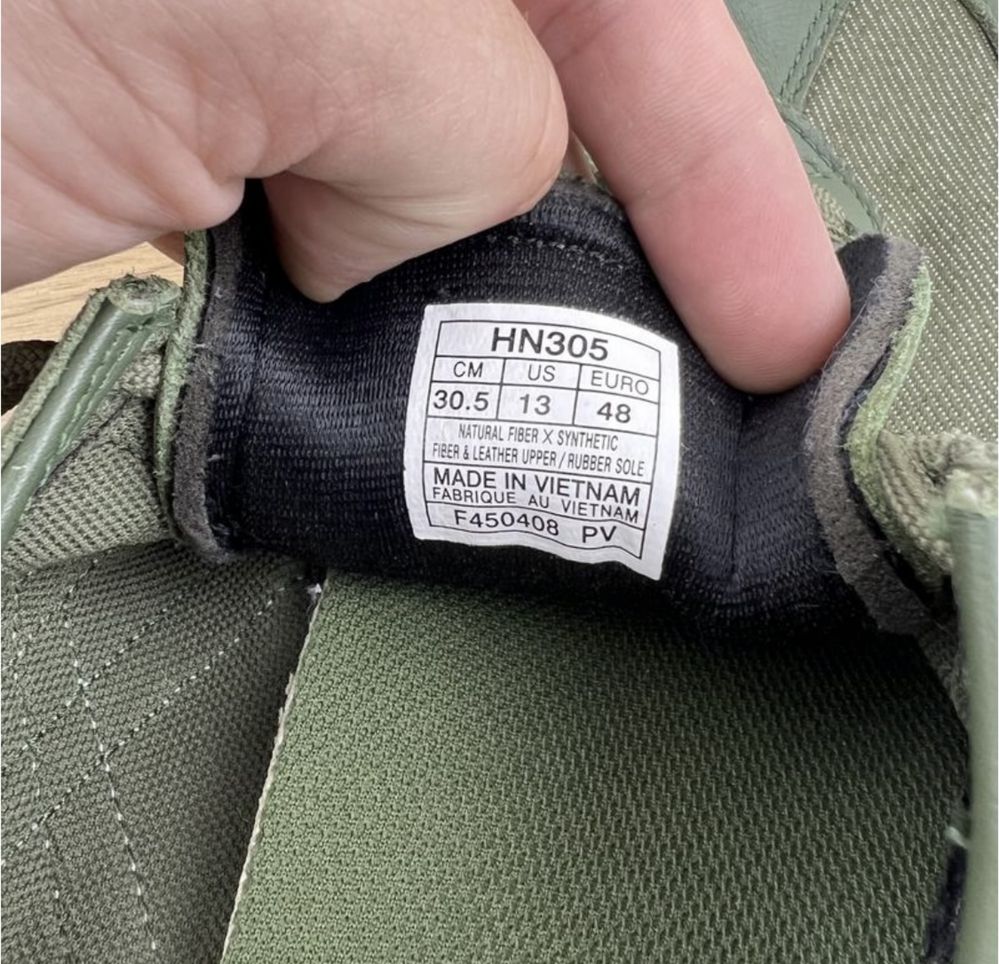 HN305
CM US EURO
30.5 13 48
NATURAL FIBER X SYNTHETIC
FIBER & LEATHER UPPER / RUBBER SOLE
MADE IN VIETNAM
FABRIQUE AU VIETNAM
F450408 PV